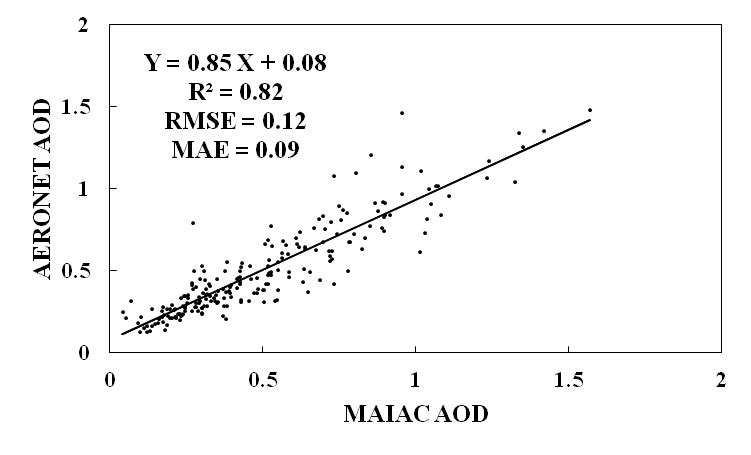 2
Y = 0.85 X + 0.08
R² = 0.82
RMSE = 0.12
MAE = 0.09
1.5
1
0.5
0
AERONET AOD
0 0.5 1 1.5 2
MAIAC AOD